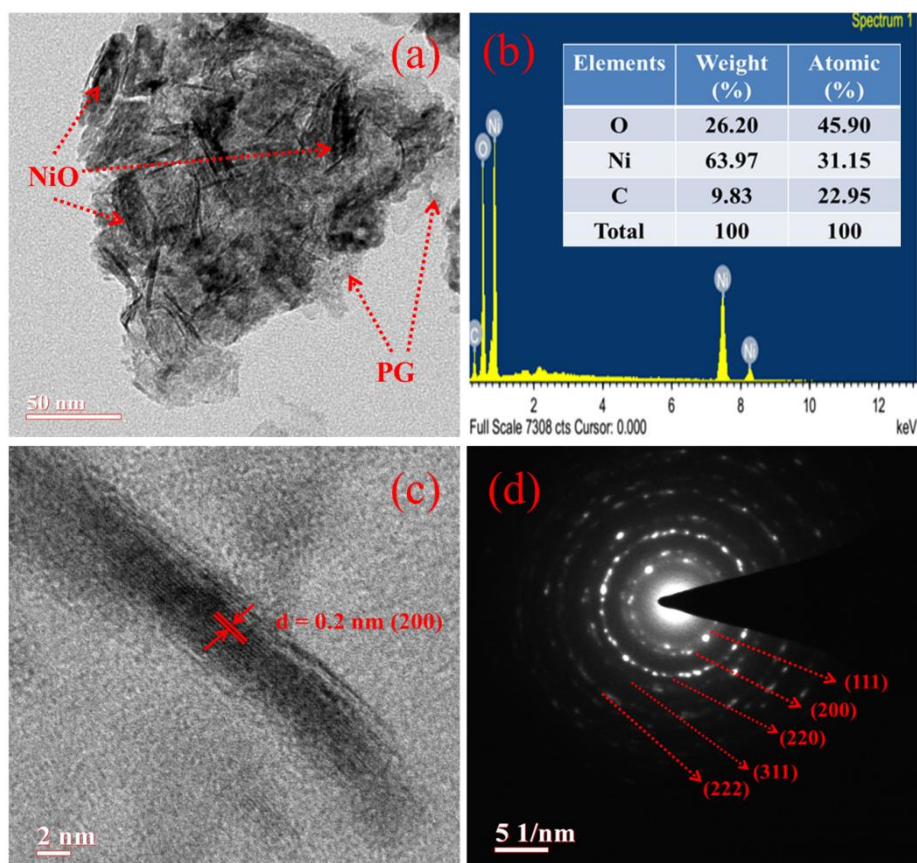 (a)
NiO
PG
50 nm
Spectrum 1
(b)
Elements Weight (%) Atomic (%)
O 26.20 45.90
Ni 63.97 31.15
C 9.83 22.95
Total 100 100
Ni
O
C
Ni
Ni
2 4 6 8 10 12
Full Scale 7308 cts Cursor: 0.000 keV
(c)
d = 0.2 nm (200)
2 nm
(d)
(111)
(200)
(220)
(311)
(222)
5 1/nm